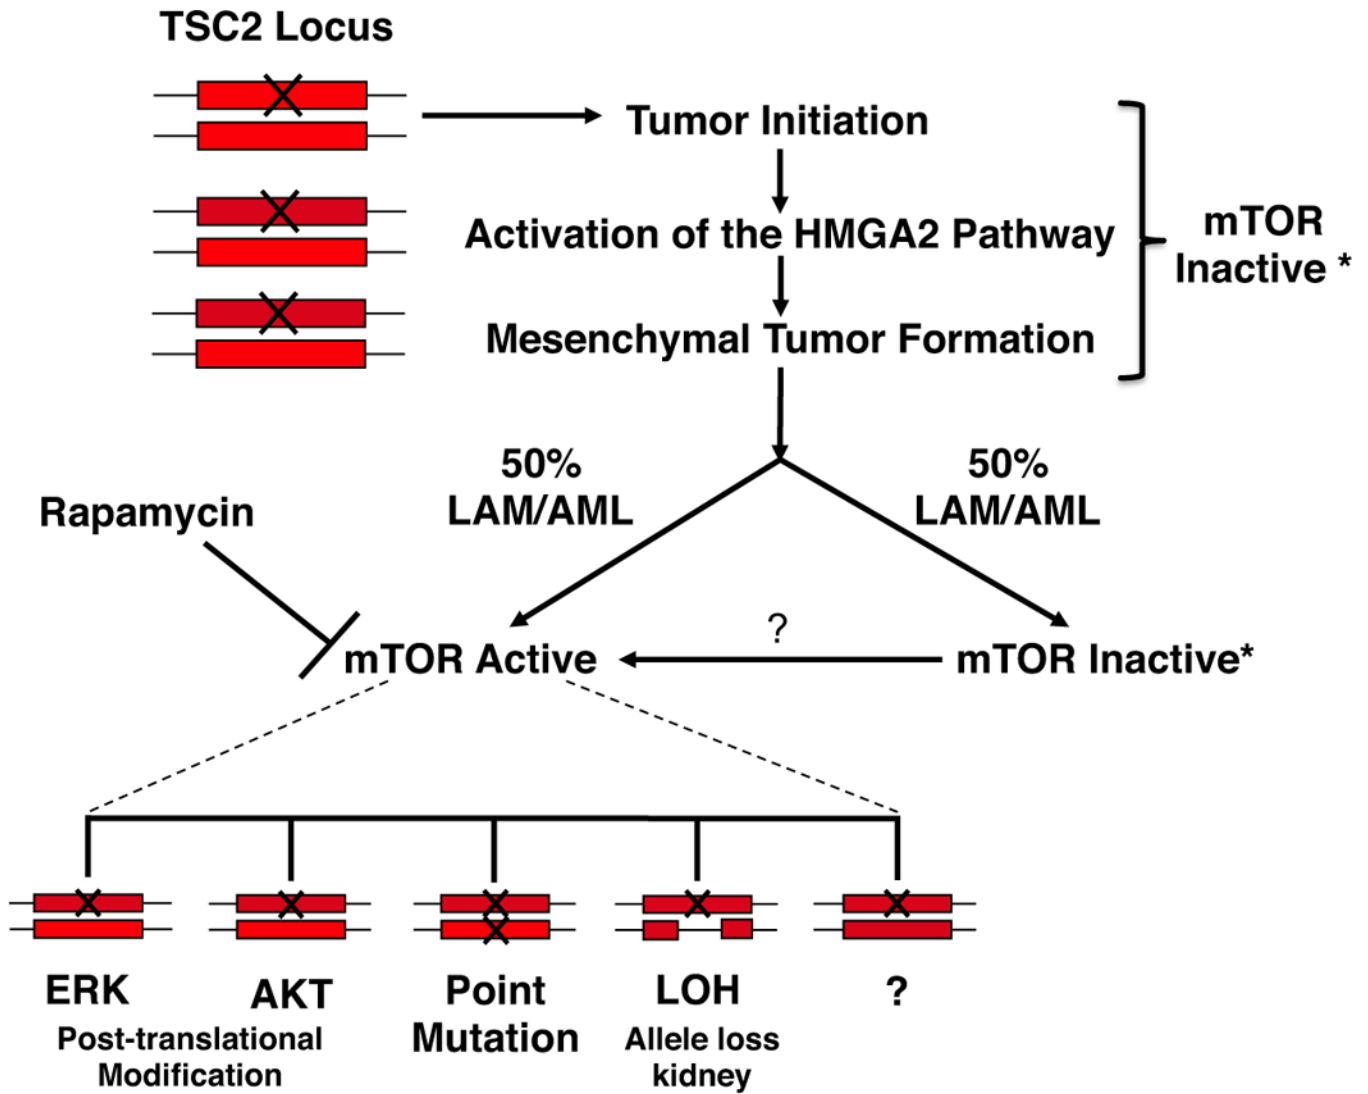 TSC2 Locus
Tumor Initiation
Activation of the HMGA2 Pathway
Mesenchymal Tumor Formation
mTOR
Inactive *
50%
LAM/AML
50%
LAM/AML
Rapamycin
?
mTOR Active
mTOR Inactive*
ERK
AKT
Post-translational
Modification
Point
Mutation
LOH
Allele loss
kidney
?